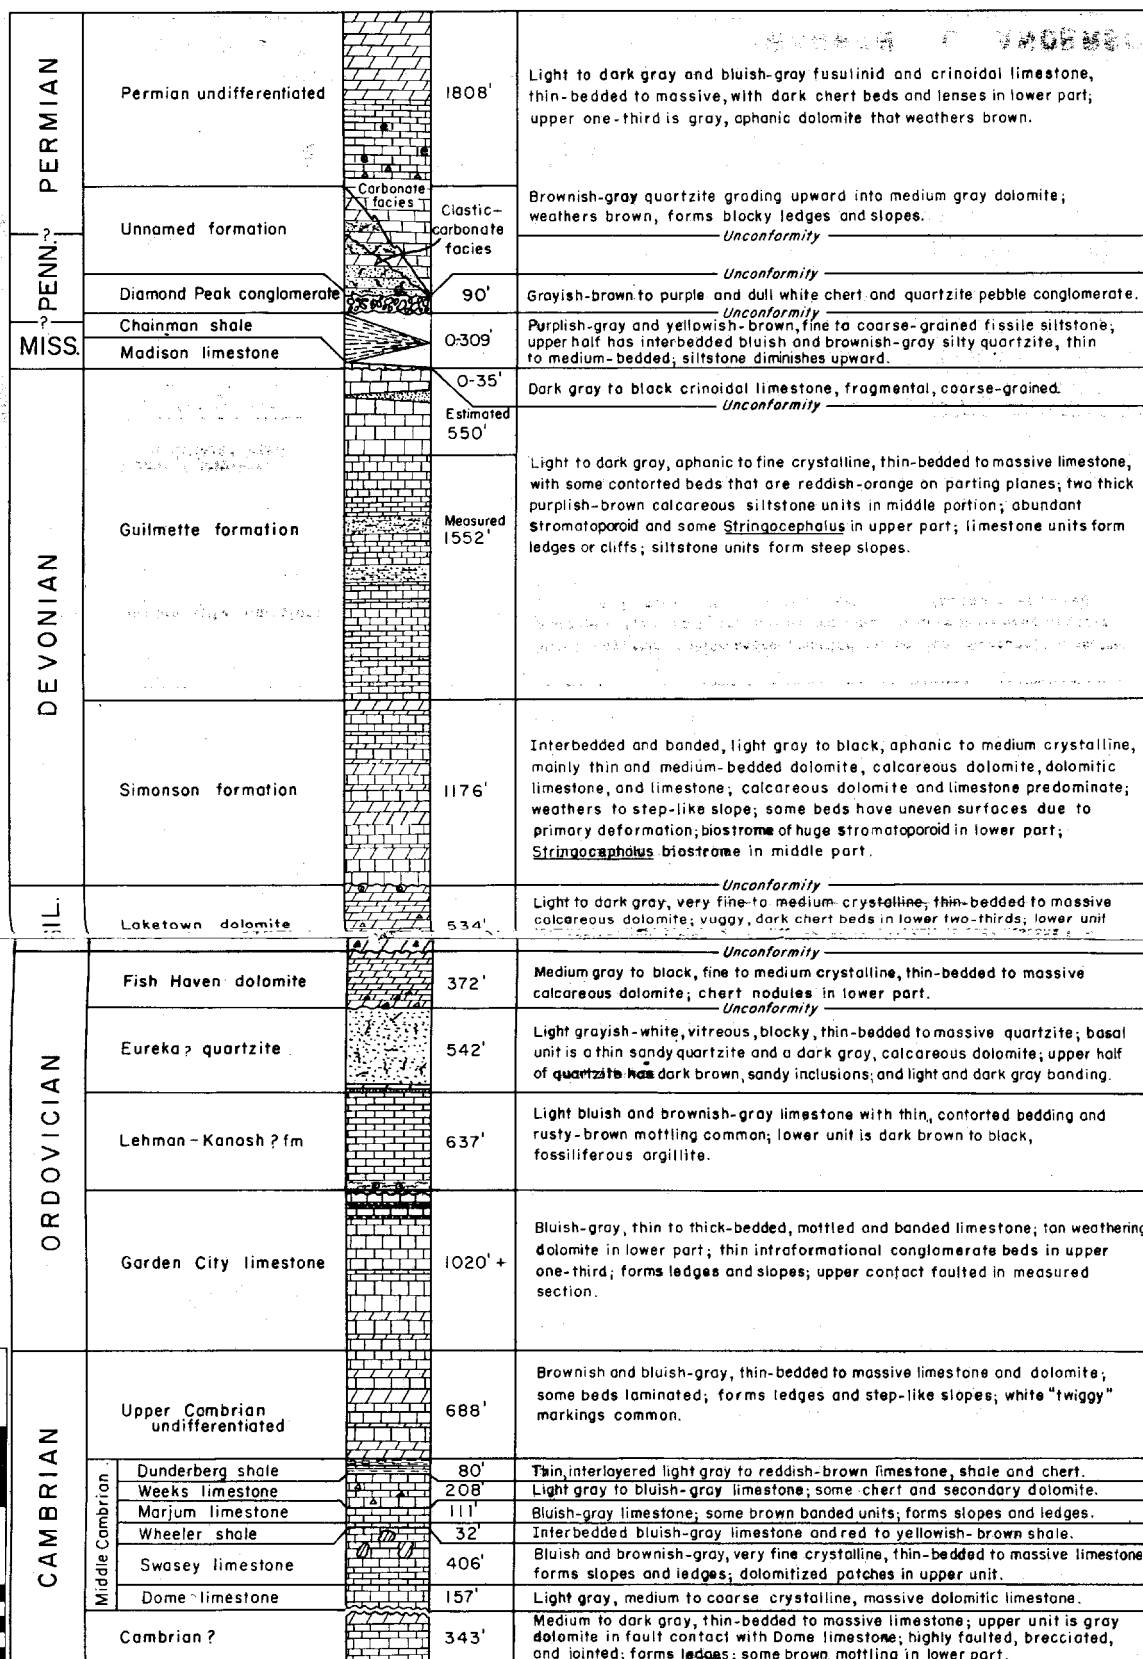 PERMIAN
Permian undifferentiated
1808'
Light to dark gray and bluish-gray fusulinid and crinoidal limestone,
thin-bedded to massive, with dark chert beds and lenses in lower part;
upper one-third is gray, aphanic dolomite that weathers brown.
Carbonate
facies
Unnamed formation
Clastic-
carbonate
facies
Brownish-gray quartzite grading upward into medium gray dolomite;
weathers brown, forms blocky ledges and slopes.
?
Unconformity
PENN.
Unconformity
Diamond Peak conglomerate
90'
Grayish-brown to purple and dull white chert and quartzite pebble conglomerate.
Unconformity
?
MISS.
Chainman shale
Madison limestone
0-309'
Purplish-gray and yellowish-brown, fine to coarse-grained fissile siltstone;
upper half has interbedded bluish and brownish-gray silty quartzite, thin
to medium-bedded; siltstone diminishes upward.
0-35'
Dark gray to black crinoidal limestone, fragmental, coarse-grained.
Unconformity
DEVONIAN
Guilmette formation
Estimated
550'
Measured
1552'
Light to dark gray, aphanic to fine crystalline, thin-bedded to massive limestone,
with some contorted beds that are reddish-orange on parting planes; two thick
purplish-brown calcareous siltstone units in middle portion; abundant
stromatoporoid and some Stringocephalus in upper part; limestone units form
ledges or cliffs; siltstone units form steep slopes.
Simonson formation
1176'
Interbedded and banded, light gray to black, aphanic to medium crystalline,
mainly thin and medium-bedded dolomite, calcareous dolomite, dolomitic
limestone, and limestone; calcareous dolomite and limestone predominate;
weathers to step-like slope; some beds have uneven surfaces due to
primary deformation; biostrome of huge stromatoporoid in lower part;
Stringocephalus biostrome in middle part.
Unconformity
SIL.
Laketown dolomite
534'
Light to dark gray, very fine to medium crystalline, thin-bedded to massive
calcareous dolomite; vuggy, dark chert beds in lower two-thirds; lower unit
Unconformity
ORDOVICIAN
Fish Haven dolomite
372'
Medium gray to black, fine to medium crystalline, thin-bedded to massive
calcareous dolomite; chert nodules in lower part.
Unconformity
Eureka? quartzite
542'
Light grayish-white, vitreous, blocky, thin-bedded to massive quartzite; basal
unit is a thin sandy quartzite and a dark gray, calcareous dolomite; upper half
of quartzite has dark brown, sandy inclusions; and light and dark gray banding.
Lehman-Kanosh ? fm
637'
Light bluish and brownish-gray limestone with thin, contorted bedding and
rusty-brown mottling common; lower unit is dark brown to black,
fossiliferous argillite.
Garden City limestone
1020' +
Bluish-gray, thin to thick-bedded, mottled and banded limestone; tan weathering
dolomite in lower part; thin intraformational conglomerate beds in upper
one-third; forms ledges and slopes; upper contact faulted in measured
section.
CAMBRIAN
Upper Cambrian
undifferentiated
688'
Brownish and bluish-gray, thin-bedded to massive limestone and dolomite;
some beds laminated; forms ledges and step-like slopes; white "twiggy"
markings common.
Middle Cambrian
Dunderberg shale
80'
Thin, interlayered light gray to reddish-brown limestone, shale and chert.
Weeks limestone
208'
Light gray to bluish-gray limestone; some chert and secondary dolomite.
Marjum limestone
111'
Bluish-gray limestone; some brown banded units; forms slopes and ledges.
Wheeler shale
32'
Interbedded bluish-gray limestone and red to yellowish-brown shale.
Swasey limestone
406'
Bluish and brownish-gray, very fine crystalline, thin-bedded to massive limestone
forms slopes and ledges; dolomitized patches in upper unit.
Dome limestone
157'
Light gray, medium to coarse crystalline, massive dolomitic limestone.
Cambrian ?
343'
Medium to dark gray, thin-bedded to massive limestone; upper unit is gray
dolomite in fault contact with Dome limestone; highly faulted, brecciated,
and jointed; forms ledges; some brown mottling in lower part.